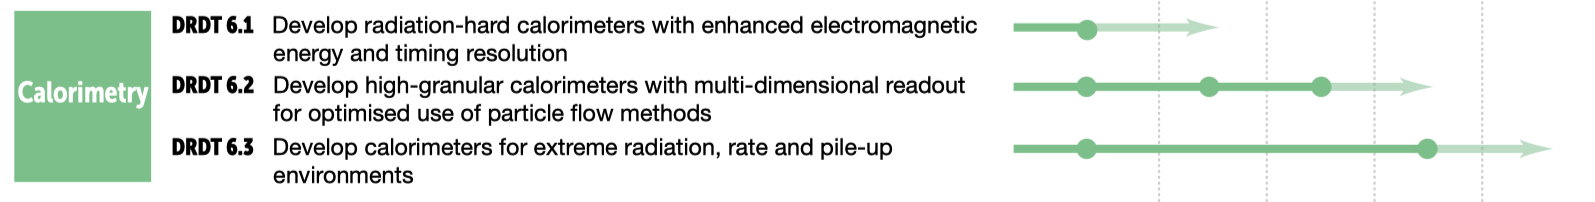 Calorimetry
DRDT 6.1 Develop radiation-hard calorimeters with enhanced electromagnetic
energy and timing resolution
DRDT 6.2 Develop high-granular calorimeters with multi-dimensional readout
for optimised use of particle flow methods
DRDT 6.3 Develop calorimeters for extreme radiation, rate and pile-up
environments